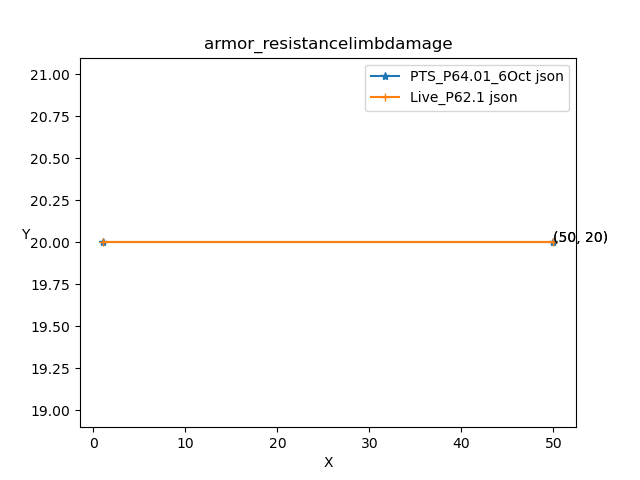 armor_resistancelimbdamage
PTS_P64.01_6Oct json
Live_P62.1 json
21.00
20.75
20.50
20.25
Y
20.00
(50, 20)
19.75
19.50
19.25
19.00
0 10 20 30 40 50
X